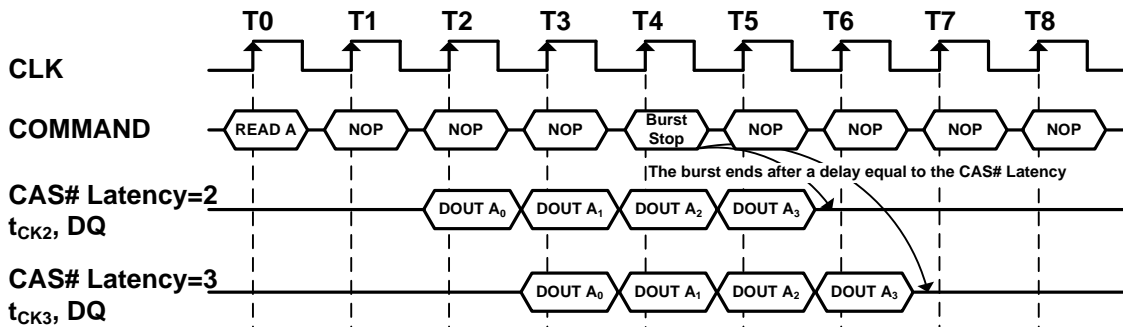 T0 T1 T2 T3 T4 T5 T6 T7 T8
CLK
COMMAND READ A NOP NOP NOP Burst Stop NOP NOP NOP NOP
The burst ends after a delay equal to the CAS# Latency
CAS# Latency=2
tCK2, DQ
DOUT A0 DOUT A1 DOUT A2 DOUT A3
CAS# Latency=3
tCK3, DQ
DOUT A0 DOUT A1 DOUT A2 DOUT A3